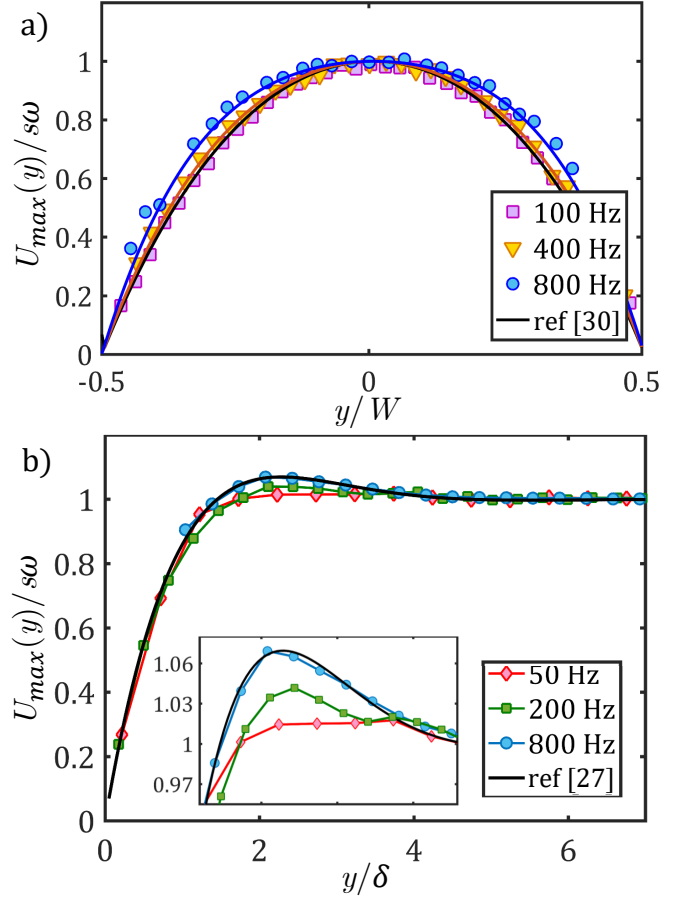 a)
1
0.8
0.6
0.4
0.2
0
-0.5
0
0.5
U_max(y)/sω
y/W
100 Hz
400 Hz
800 Hz
ref [30]
b)
1
0.8
0.6
0.4
0.2
0
0
2
4
6
U_max(y)/sω
y/δ
1.06
1.03
1
0.97
50 Hz
200 Hz
800 Hz
ref [27]